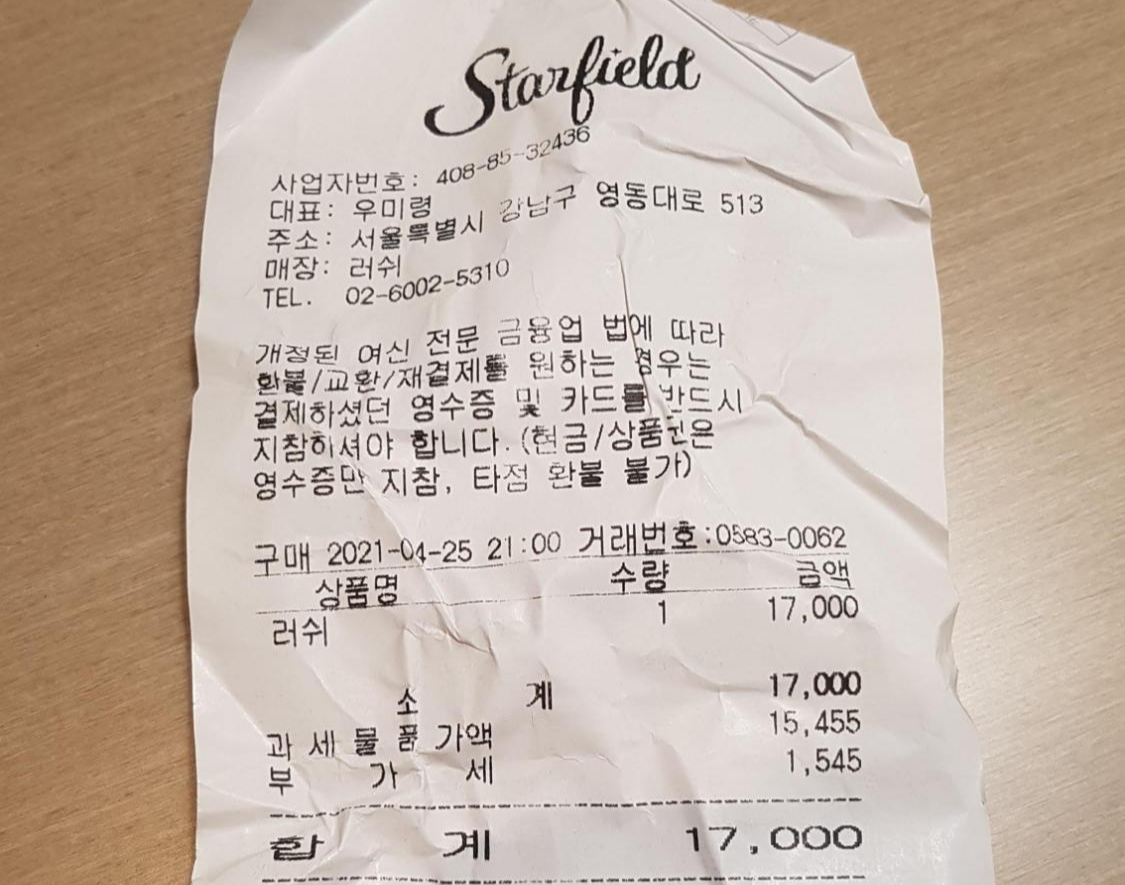 Starfield
사업자번호: 408-85-32436
대표: 우미령
주소: 서울특별시 강남구 영동대로 513
매장: 러쉬
TEL. 02-6002-5310
개정된 여신 전문 금융업 법에 따라
환불/교환/재결제를 원하는 경우는
결제하셨던 영수증 및 카드를 반드시
지참하셔야 합니다.(현금/상품권은
영수증만 지참, 타점 환불 불가)
구매 2021-04-25 21:00 거래번호:0583-0062
상품명 수량 금액
러쉬 1 17,000
소 계 17,000
과 세 물 품 가액 15,455
부 가 세 1,545
합 계 17,000